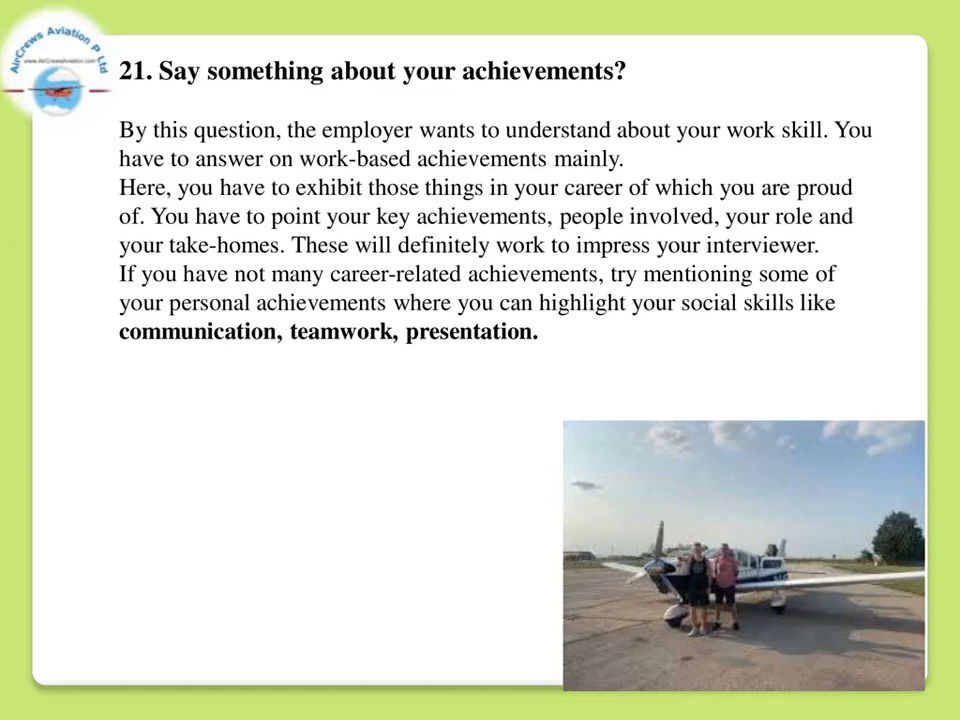 AirCrews Aviation P Ltd
www.AirCrewsAviation.com
21. Say something about your achievements?
By this question, the employer wants to understand about your work skill. You
have to answer on work-based achievements mainly.
Here, you have to exhibit those things in your career of which you are proud
of. You have to point your key achievements, people involved, your role and
your take-homes. These will definitely work to impress your interviewer.
If you have not many career-related achievements, try mentioning some of
your personal achievements where you can highlight your social skills like
communication, teamwork, presentation.